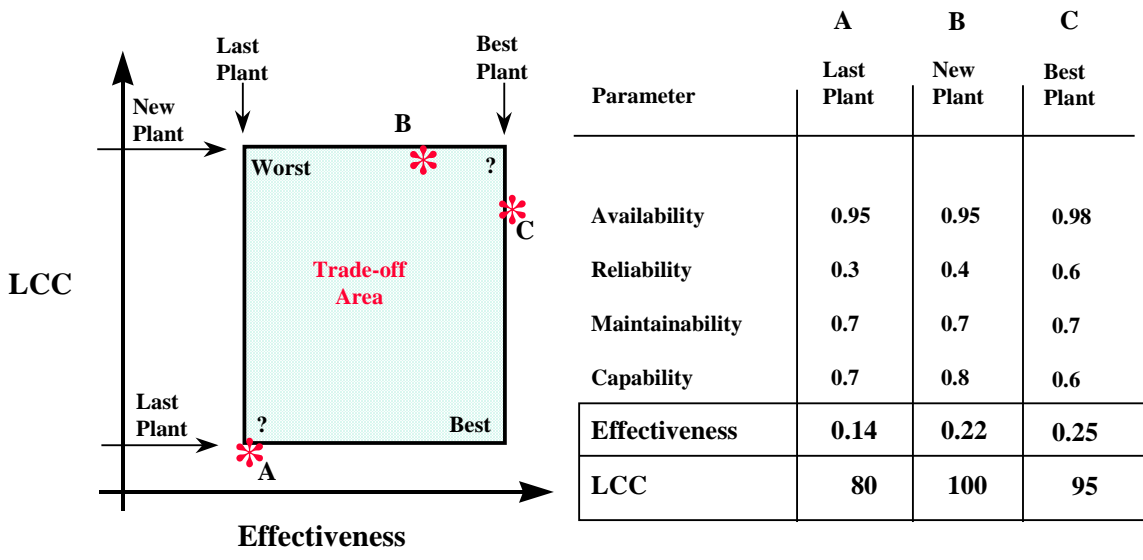 Last
Plant
Best
Plant
New
Plant
B
Worst
?
C
LCC
Trade-off
Area
Last
Plant
?
Best
A
Effectiveness
A B C
Parameter
Last
Plant
New
Plant
Best
Plant
Availability 0.95 0.95 0.98
Reliability 0.3 0.4 0.6
Maintainability 0.7 0.7 0.7
Capability 0.7 0.8 0.6
Effectiveness 0.14 0.22 0.25
LCC 80 100 95